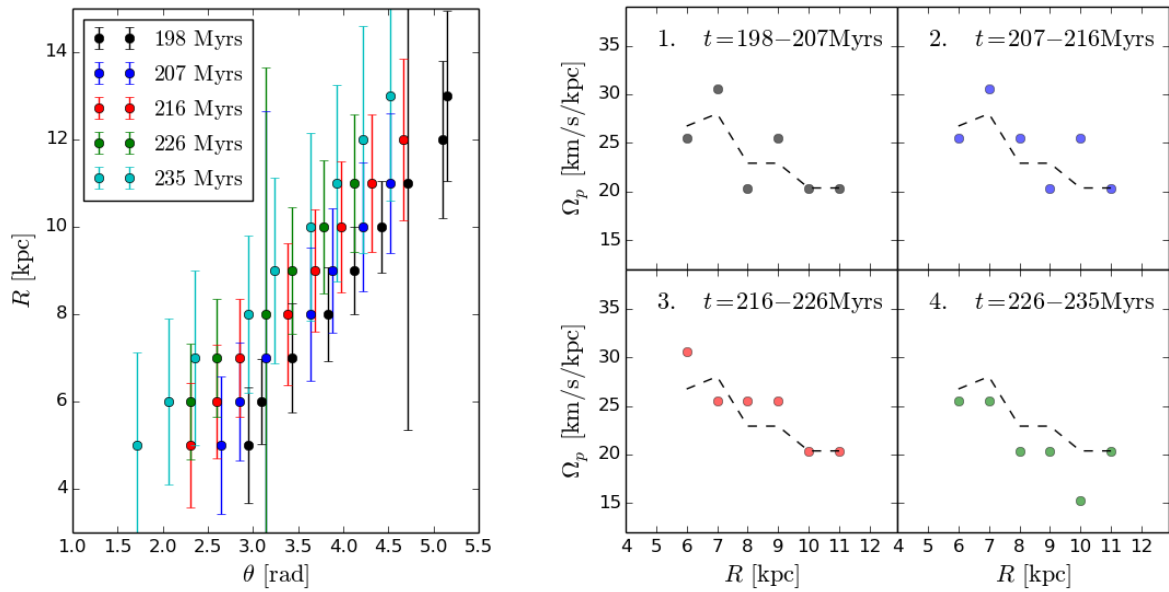 14
12
10
8
6
4
R [kpc]
198 Myrs
207 Myrs
216 Myrs
226 Myrs
235 Myrs
1.0 1.5 2.0 2.5 3.0 3.5 4.0 4.5 5.0 5.5
θ [rad]
35
30
25
20
15
Ω_p [km/s/kpc]
1. t=198−207Myrs
2. t=207−216Myrs
35
30
25
20
15
Ω_p [km/s/kpc]
3. t=216−226Myrs
4. t=226−235Myrs
4 5 6 7 8 9 10 11 12 4 5 6 7 8 9 10 11 12
R [kpc] R [kpc]